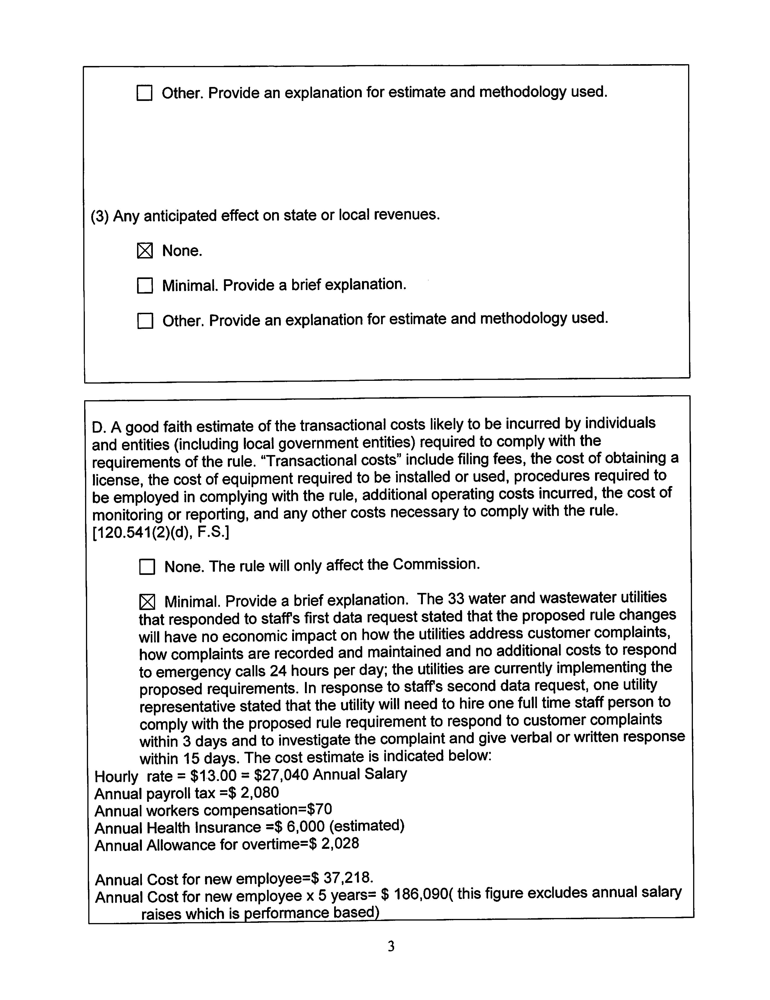 ☐ Other. Provide an explanation for estimate and methodology used.
(3) Any anticipated effect on state or local revenues.
☒ None.
☐ Minimal. Provide a brief explanation.
☐ Other. Provide an explanation for estimate and methodology used.
D. A good faith estimate of the transactional costs likely to be incurred by individuals
and entities (including local government entities) required to comply with the
requirements of the rule. “Transactional costs” include filing fees, the cost of obtaining a
license, the cost of equipment required to be installed or used, procedures required to
be employed in complying with the rule, additional operating costs incurred, the cost of
monitoring or reporting, and any other costs necessary to comply with the rule.
[120.541(2)(d), F.S.]
☐ None. The rule will only affect the Commission.
☒ Minimal. Provide a brief explanation. The 33 water and wastewater utilities
that responded to staff's first data request stated that the proposed rule changes
will have no economic impact on how the utilities address customer complaints,
how complaints are recorded and maintained and no additional costs to respond
to emergency calls 24 hours per day; the utilities are currently implementing the
proposed requirements. In response to staff's second data request, one utility
representative stated that the utility will need to hire one full time staff person to
comply with the proposed rule requirement to respond to customer complaints
within 3 days and to investigate the complaint and give verbal or written response
within 15 days. The cost estimate is indicated below:
Hourly rate = $13.00 = $27,040 Annual Salary
Annual payroll tax =$ 2,080
Annual workers compensation=$70
Annual Health Insurance =$ 6,000 (estimated)
Annual Allowance for overtime=$ 2,028
Annual Cost for new employee=$ 37,218.
Annual Cost for new employee x 5 years= $ 186,090( this figure excludes annual salary
raises which is performance based)
3